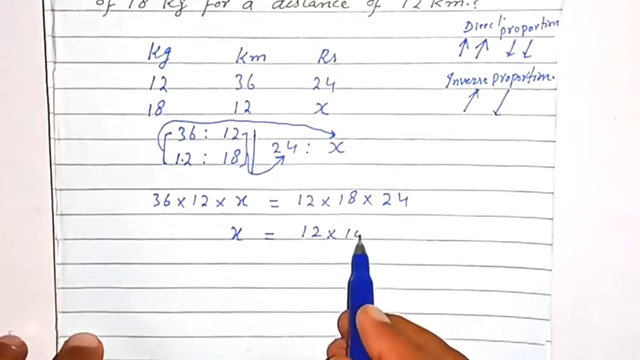 of 18 kg for a distance of 12 km.?
Direct proportion
Inverse proportion.
Kg Km Rs
12 36 24
18 12 x
36 : 12
12 : 18
24 : x
36 × 12 × x = 12 × 18 × 24
x = 12 × 1